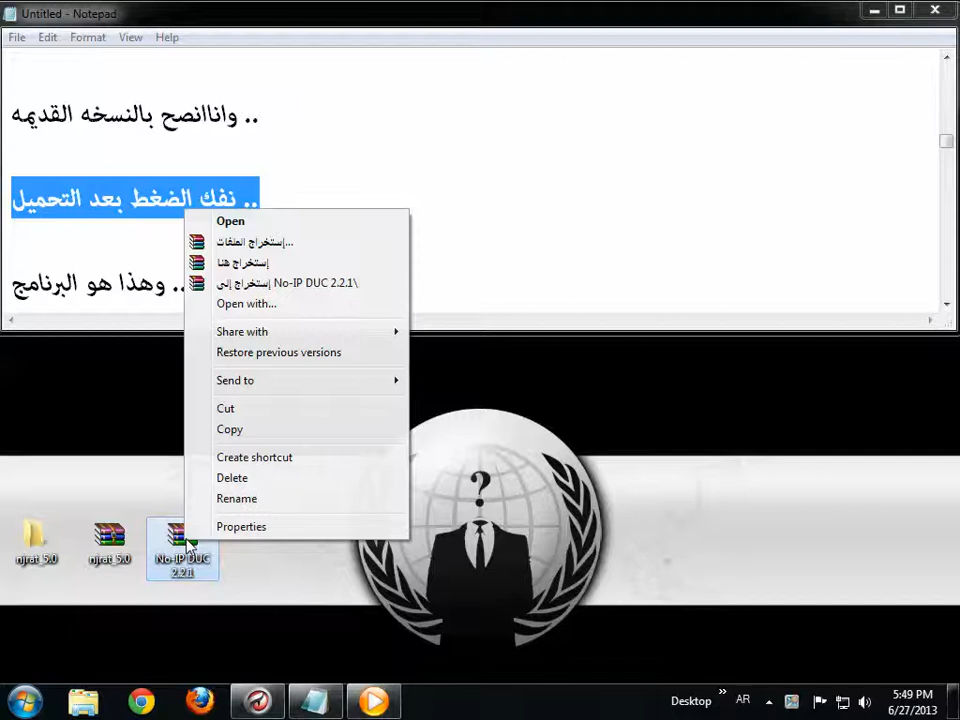 Untitled - Notepad
File Edit Format View Help
.. واناانصح بالنسخه القديمه
.. نفك الضغط بعد التحميل
.. وهذا هو البرنامج
Open
إستخراج الملفات...
إستخراج هنا
إستخراج إلى No-IP DUC 2.2.1\
Open with...
Share with
Restore previous versions
Send to
Cut
Copy
Create shortcut
Delete
Rename
Properties
njrat_5.0
njrat_5.0
No-IP DUC
2.2.1
?
Desktop
AR
5:49 PM
6/27/2013